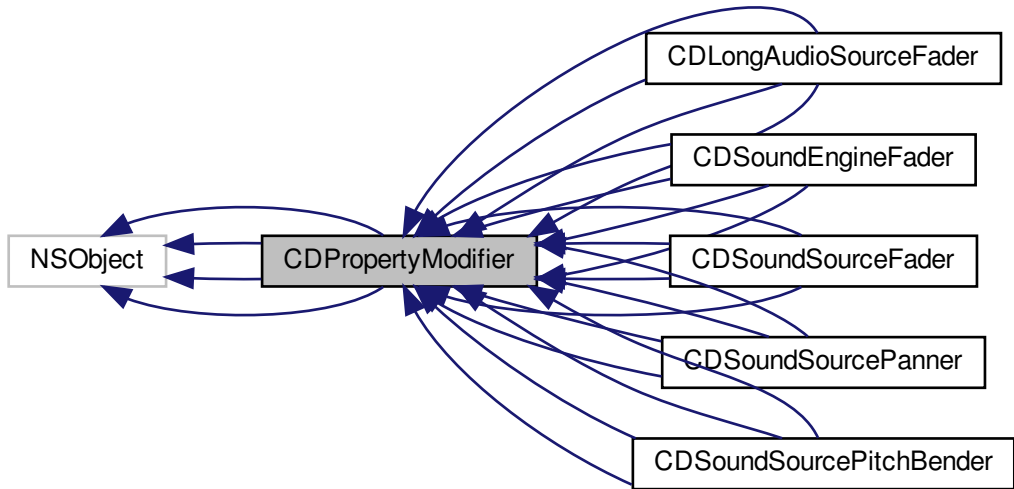 CDLongAudioSourceFader
CDSoundEngineFader
NSObject
CDPropertyModifier
CDSoundSourceFader
CDSoundSourcePanner
CDSoundSourcePitchBender